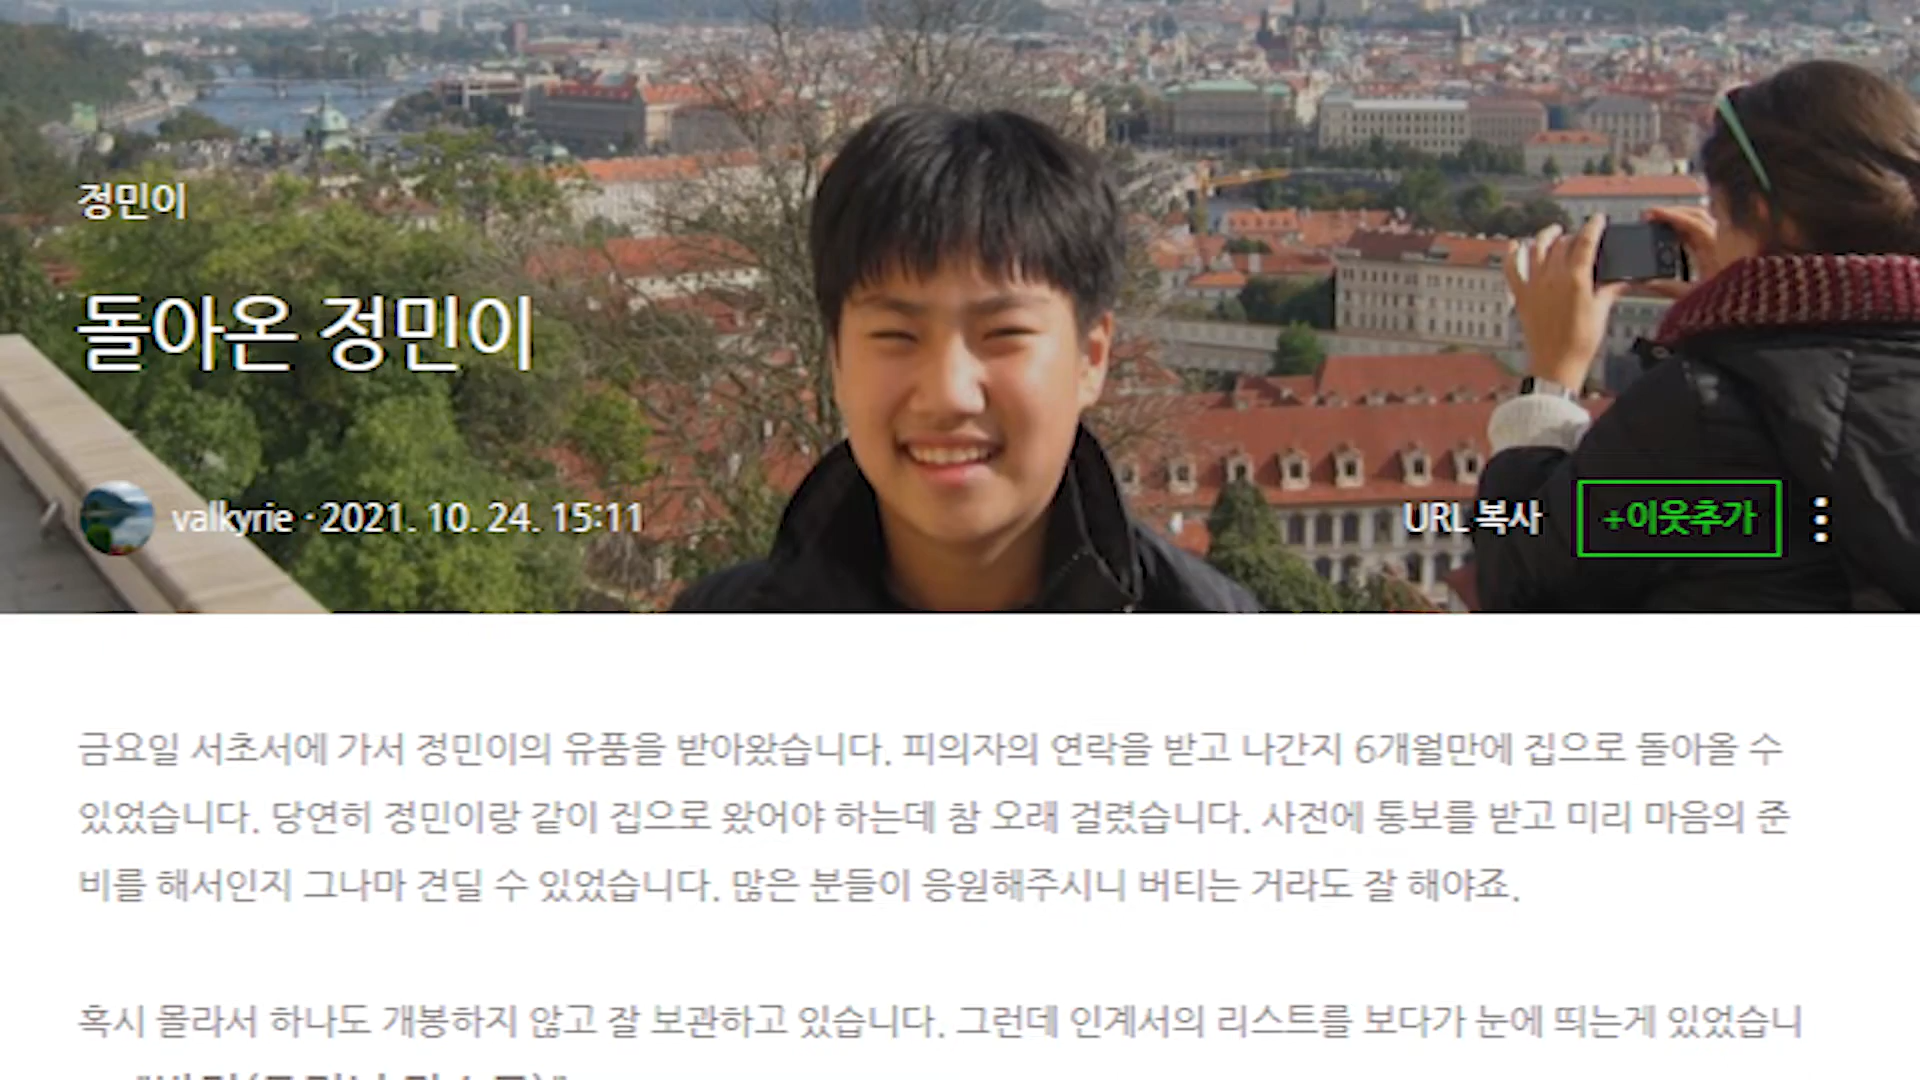 정민이
돌아온 정민이
valkyrie · 2021. 10. 24. 15:11
URL 복사
+이웃추가
금요일 서초서에 가서 정민이의 유품을 받아왔습니다. 피의자의 연락을 받고 나간지 6개월만에 집으로 돌아올 수
있었습니다. 당연히 정민이랑 같이 집으로 왔어야 하는데 참 오래 걸렸습니다. 사전에 통보를 받고 미리 마음의 준
비를 해서인지 그나마 견딜 수 있었습니다. 많은 분들이 응원해주시니 버티는 거라도 잘 해야죠.
혹시 몰라서 하나도 개봉하지 않고 잘 보관하고 있습니다. 그런데 인계서의 리스트를 보다가 눈에 띄는게 있었습니